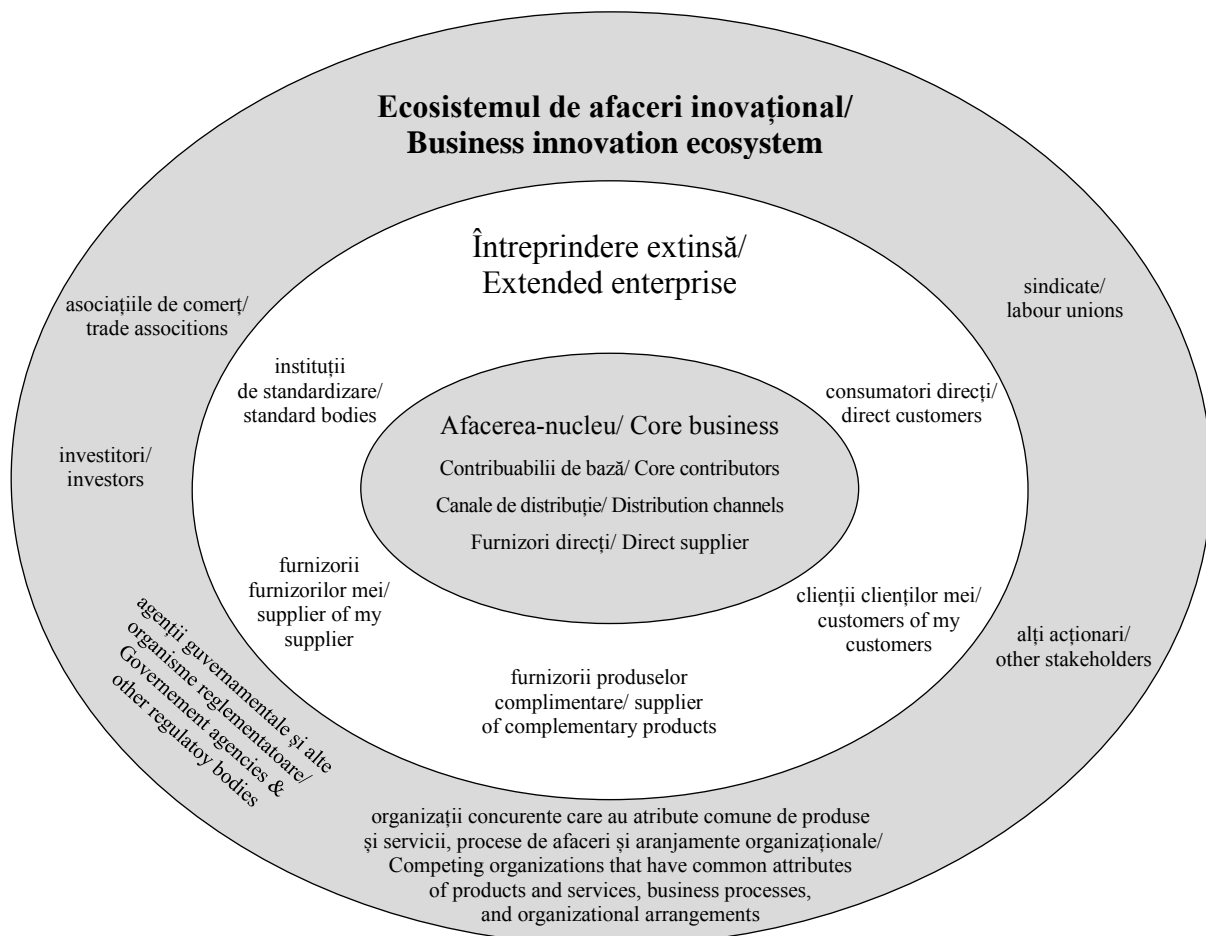 Ecosistemul de afaceri inovațional/
Business innovation ecosystem
Întreprindere extinsă/
Extended enterprise
asociațiile de comerț/
trade associtions
sindicate/
labour unions
instituții
de standardizare/
standard bodies
consumatori direcți/
direct customers
Afacerea-nucleu/ Core business
Contribuabilii de bază/ Core contributors
Canale de distribuție/ Distribution channels
Furnizori direcți/ Direct supplier
investitori/
investors
furnizorii
furnizorilor mei/
supplier of my
supplier
clienții clienților mei/
customers of my
customers
agenții guvernamentale și alte
organisme reglementatoare/
Governement agencies &
other regulatoy bodies
alți acționari/
other stakeholders
furnizorii produselor
complimentare/ supplier
of complementary products
organizații concurente care au atribute comune de produse
și servicii, procese de afaceri și aranjamente organizaționale/
Competing organizations that have common attributes
of products and services, business processes,
and organizational arrangements